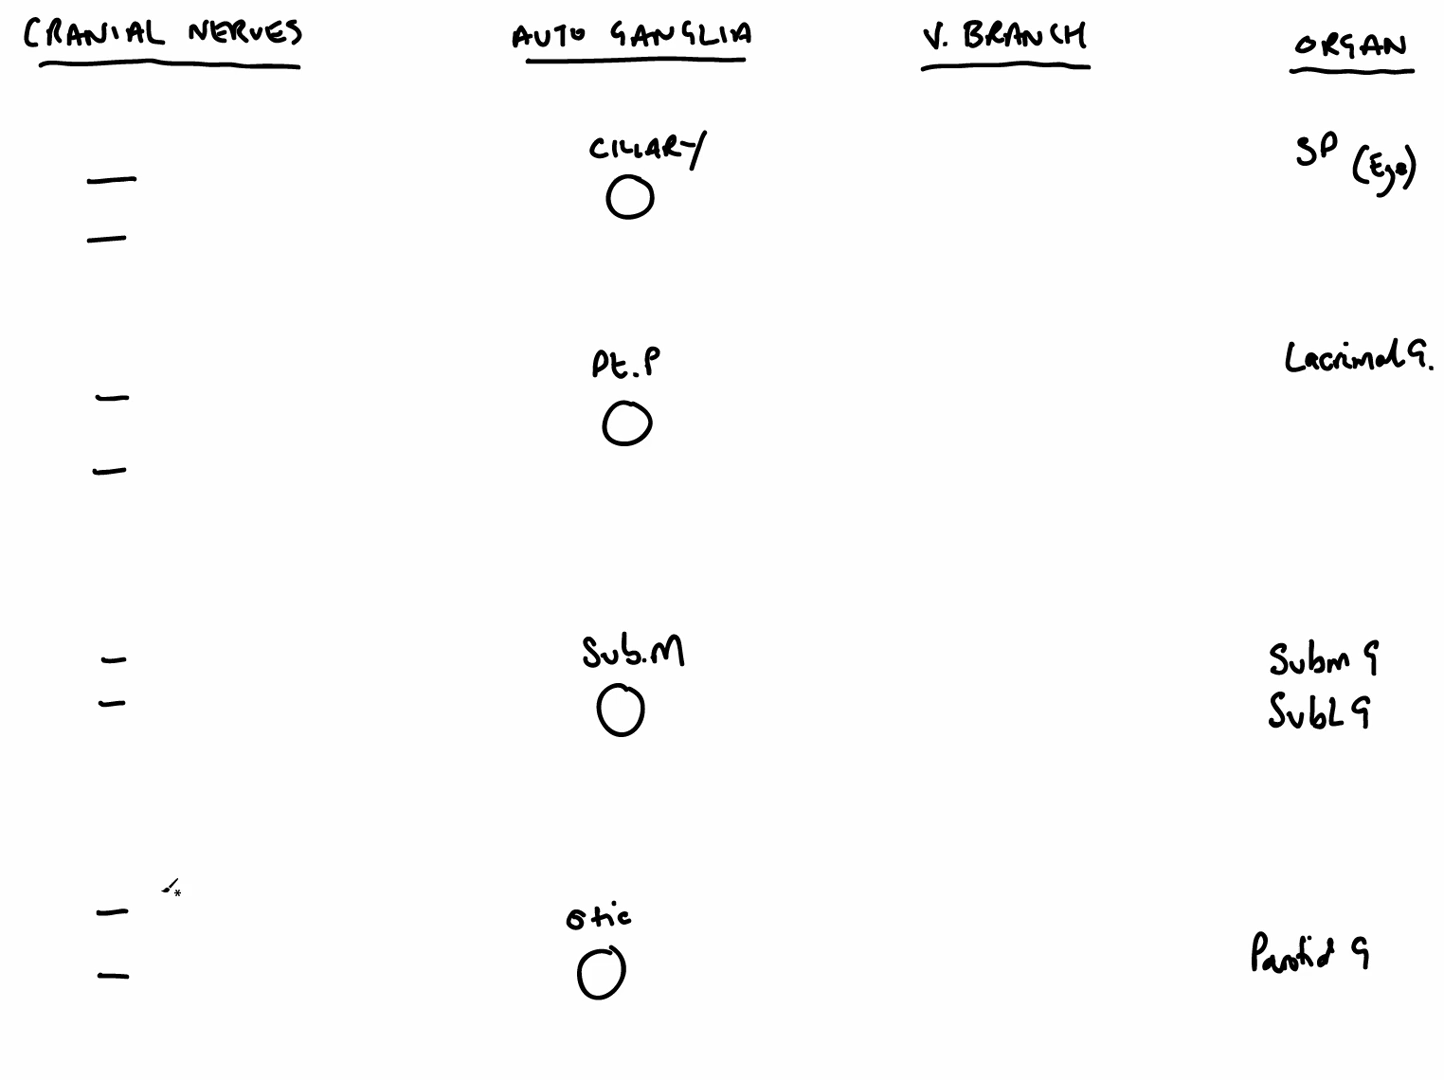 CRANIAL NERVES
AUTO GANGLIA
V. BRANCH
ORGAN
CILIARY
SP (Eye)
Pt.P
Lacrimal G.
Sub.M
Subm G
SubL G
Otic
Parotid G